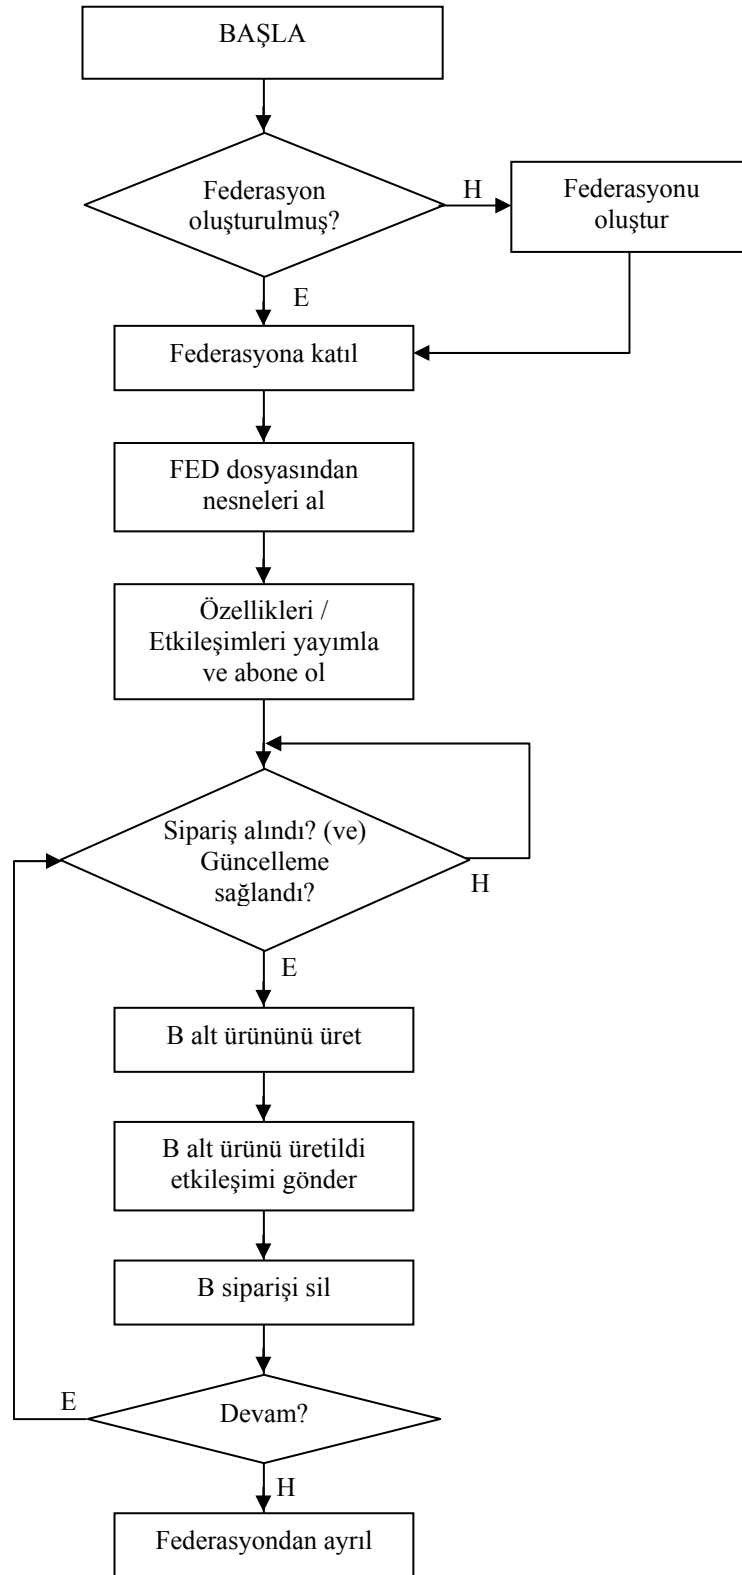 BAŞLA
Federasyon
oluşturulmuş?
H
Federasyonu
oluştur
E
Federasyona katıl
FED dosyasından
nesneleri al
Özellikleri /
Etkileşimleri yayımla
ve abone ol
Sipariş alındı? (ve)
Güncelleme
sağlandı?
H
E
B alt ürününü üret
B alt ürünü üretildi
etkileşimi gönder
B siparişi sil
E
Devam?
H
Federasyondan ayrıl